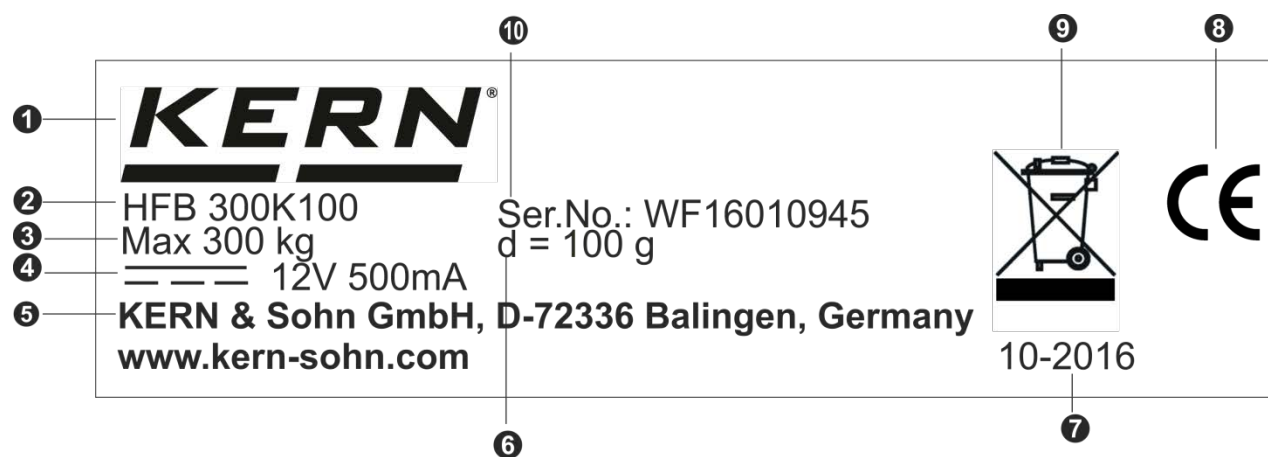 10
9
8
1
KERN®
2 HFB 300K100
Ser.No.: WF16010945
3 Max 300 kg
d = 100 g
4 12V 500mA
5 KERN & Sohn GmbH, D-72336 Balingen, Germany
www.kern-sohn.com
10-2016
6
7
CE